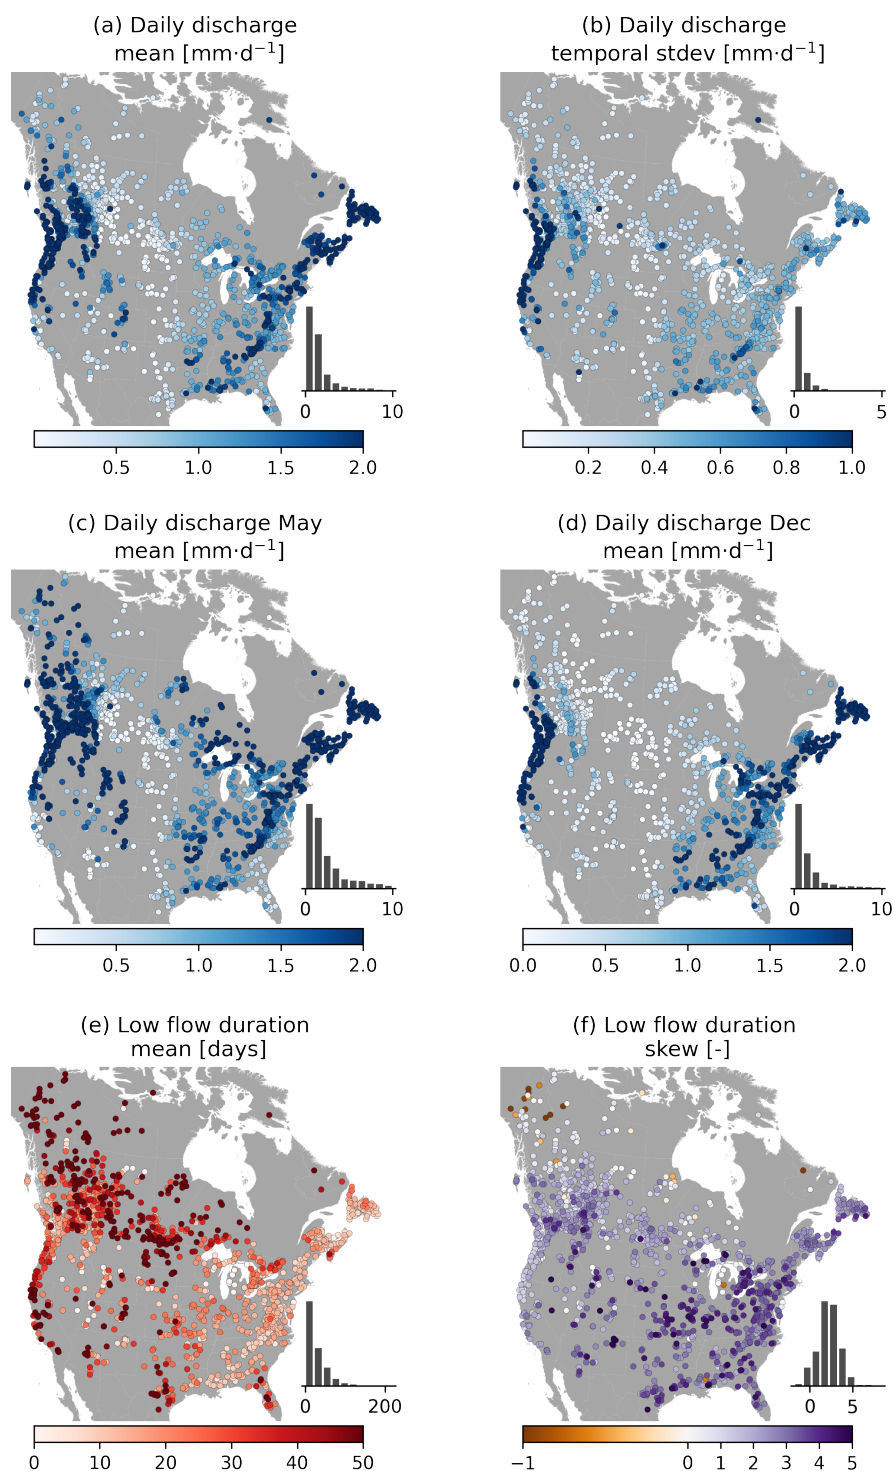 (a) Daily discharge
mean [mm·d⁻¹]
0 10
0.5 1.0 1.5 2.0
(b) Daily discharge
temporal stdev [mm·d⁻¹]
0 5
0.2 0.4 0.6 0.8 1.0
(c) Daily discharge May
mean [mm·d⁻¹]
0 10
0.5 1.0 1.5 2.0
(d) Daily discharge Dec
mean [mm·d⁻¹]
0 10
0.0 0.5 1.0 1.5 2.0
(e) Low flow duration
mean [days]
0 200
0 10 20 30 40 50
(f) Low flow duration
skew [-]
0 5
−1 0 1 2 3 4 5